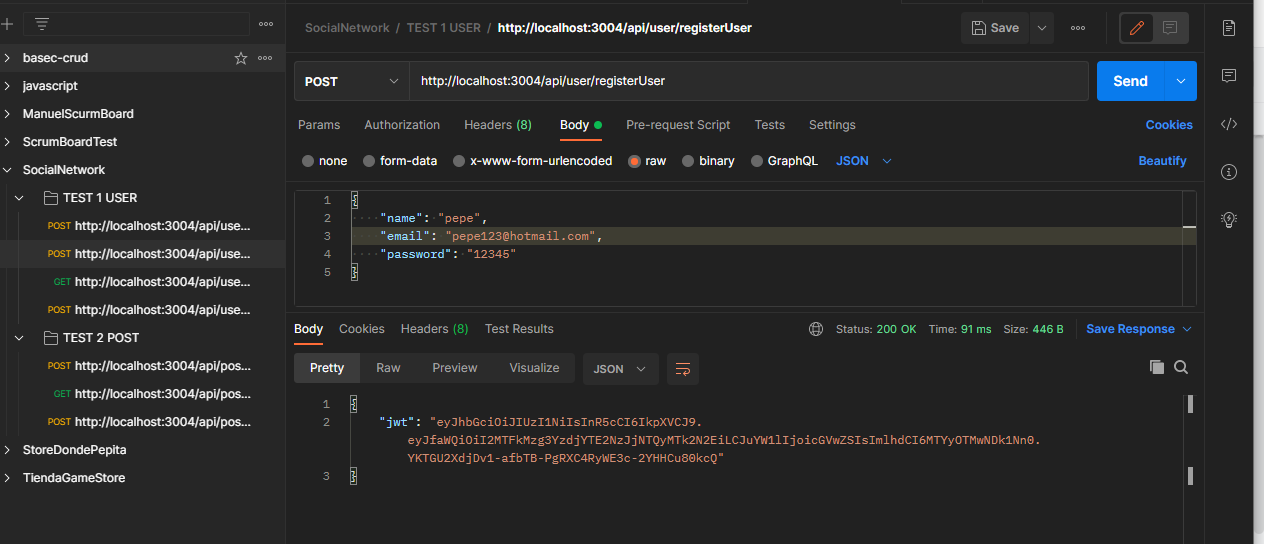 SocialNetwork / TEST 1 USER / http://localhost:3004/api/user/registerUser
Save
basec-crud
javascript
ManuelScurmBoard
ScrumBoardTest
SocialNetwork
TEST 1 USER
POST http://localhost:3004/api/use...
POST http://localhost:3004/api/use...
GET http://localhost:3004/api/use...
POST http://localhost:3004/api/use...
TEST 2 POST
POST http://localhost:3004/api/pos...
GET http://localhost:3004/api/pos...
POST http://localhost:3004/api/pos...
StoreDondePepita
TiendaGameStore
POST http://localhost:3004/api/user/registerUser
Send
Params Authorization Headers (8) Body Pre-request Script Tests Settings Cookies
none form-data x-www-form-urlencoded raw binary GraphQL JSON Beautify
1 {
2 "name": "pepe",
3 "email": "pepe123@hotmail.com",
4 "password": "12345"
5 }
Body Cookies Headers (8) Test Results Status: 200 OK Time: 91 ms Size: 446 B Save Response
Pretty Raw Preview Visualize JSON
1 {
2 "jwt": "eyJhbGciOiJIUzI1NiIsInR5cCI6IkpXVCJ9.
eyJfaWQiOiI2MTFkMzg3YzdjYTE2NzJjNTQyMTk2N2EiLCJuYW1lIjoicGVwZSIsImlhdCI6MTYyOTMwNDk1Nn0.
YKTGU2XdjDv1-afbTB-PgRXC4RyWE3c-2YHHCu80kcQ"
3 }